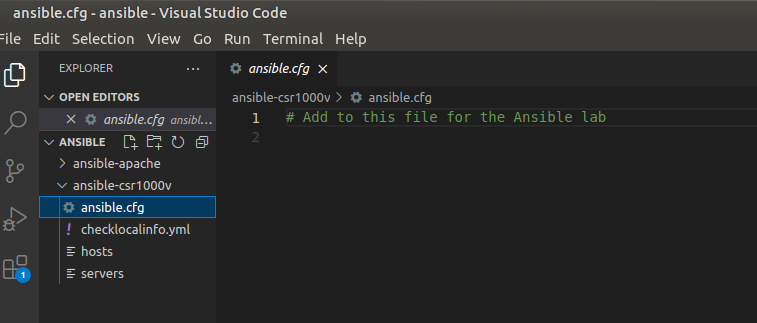 ansible.cfg - ansible - Visual Studio Code
File Edit Selection View Go Run Terminal Help
EXPLORER ...
OPEN EDITORS
ansible.cfg ansibl...
ANSIBLE
ansible-apache
ansible-csr1000v
ansible.cfg
! checklocalinfo.yml
hosts
servers
1
ansible.cfg
ansible-csr1000v > ansible.cfg
1 # Add to this file for the Ansible lab
2